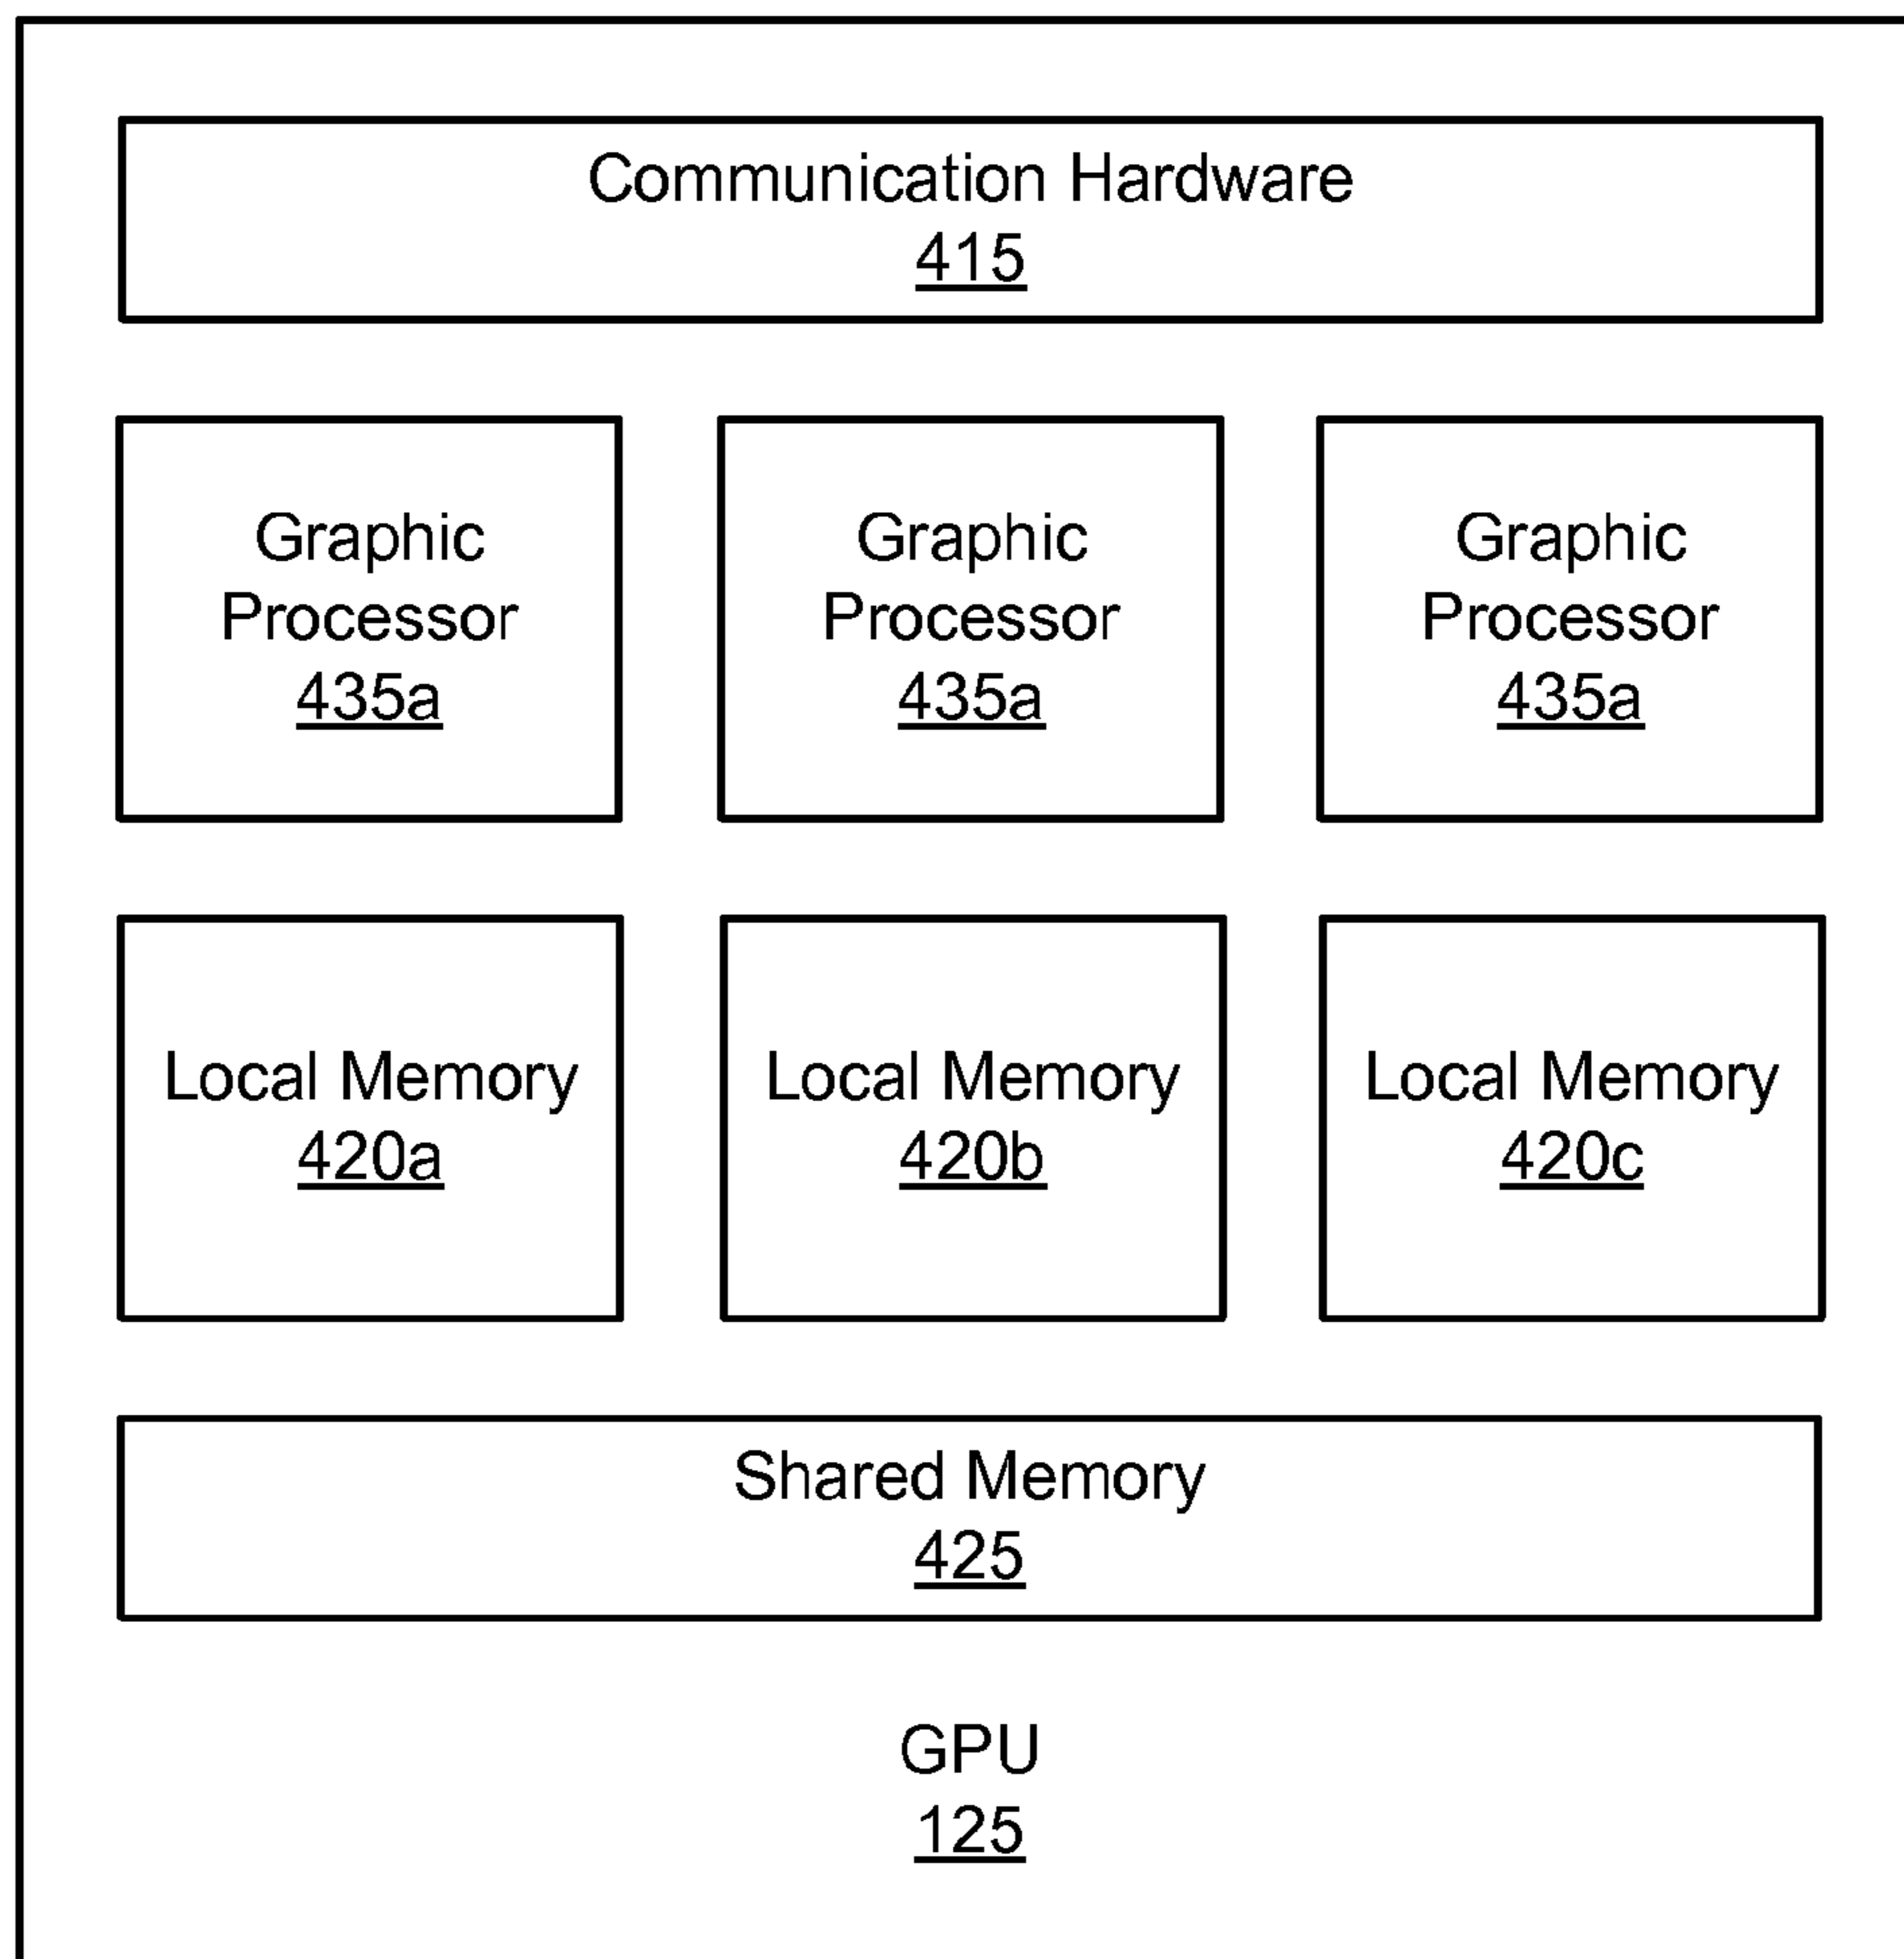 Communication Hardware
415
Graphic
Processor
435a
Graphic
Processor
435a
Graphic
Processor
435a
Local Memory
420a
Local Memory
420b
Local Memory
420c
Shared Memory
425
GPU
125